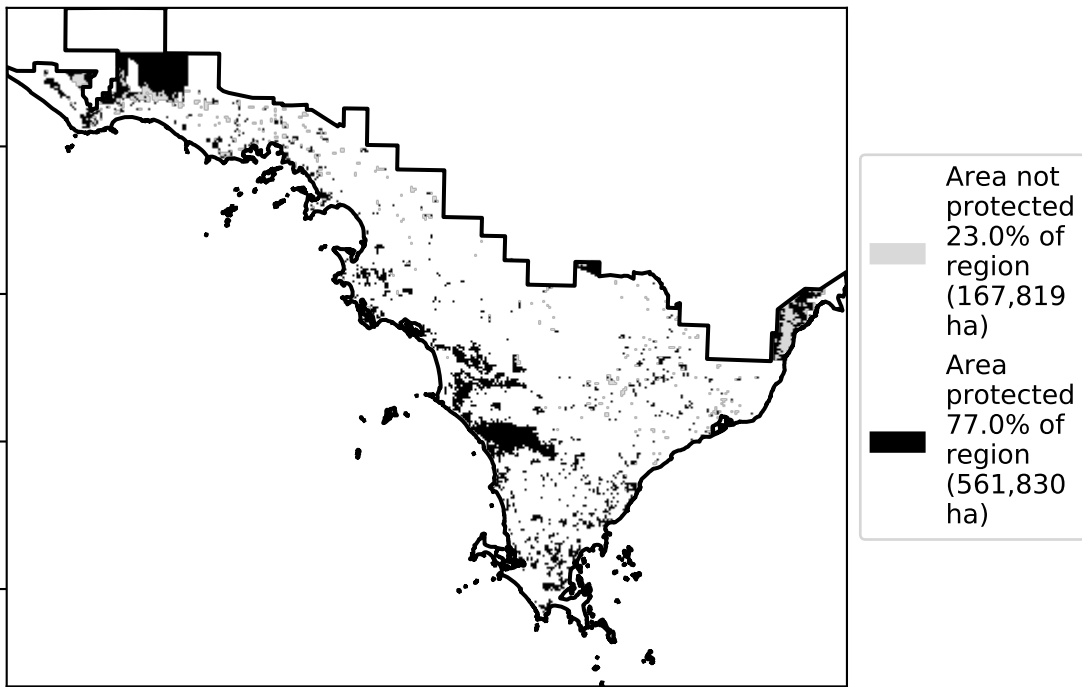 Area not
protected
23.0% of
region
(167,819
ha)
Area
protected
77.0% of
region
(561,830
ha)